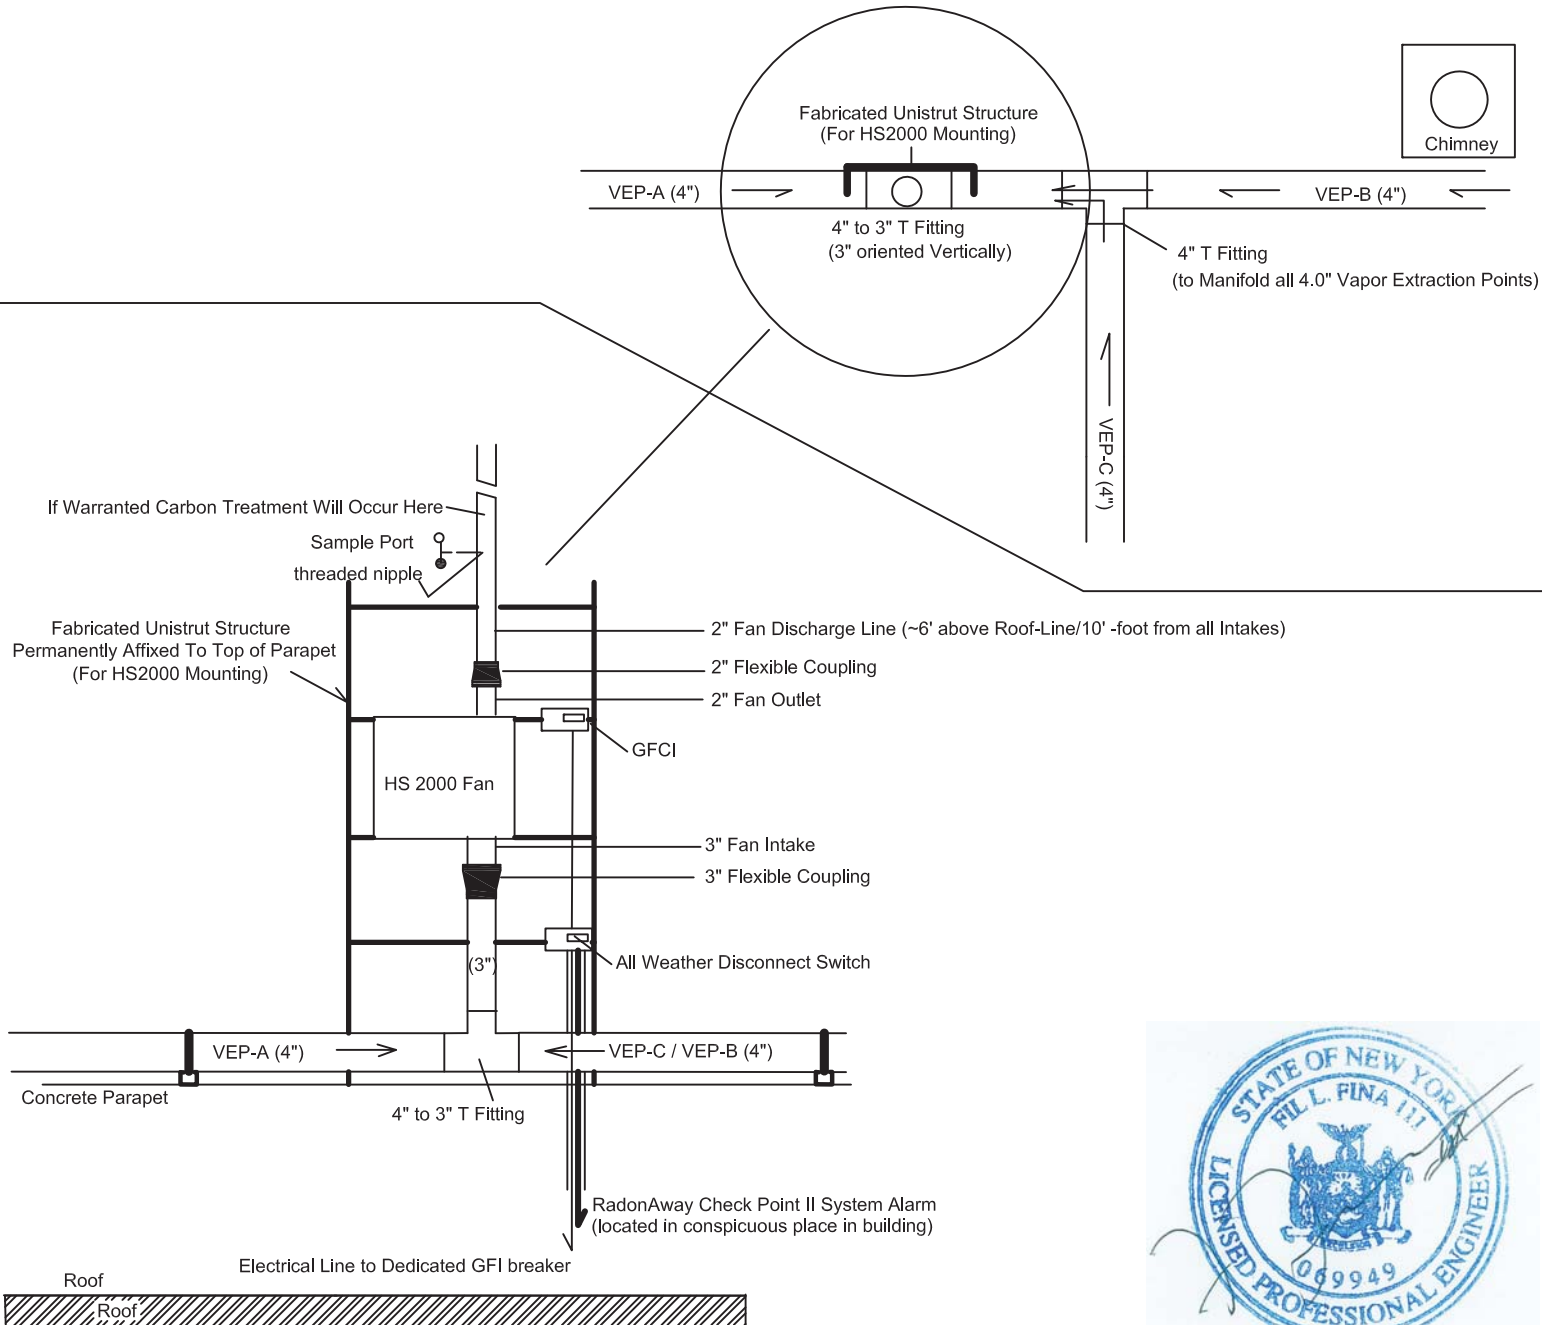 Fabricated Unistrut Structure
(For HS2000 Mounting)
Chimney
VEP-A (4")
VEP-B (4")
4" to 3" T Fitting
(3" oriented Vertically)
4" T Fitting
(to Manifold all 4.0" Vapor Extraction Points)
VEP-C (4")
If Warranted Carbon Treatment Will Occur Here
Sample Port
threaded nipple
Fabricated Unistrut Structure
Permanently Affixed To Top of Parapet
(For HS2000 Mounting)
2" Fan Discharge Line (~6' above Roof-Line/10' -foot from all Intakes)
2" Flexible Coupling
2" Fan Outlet
GFCI
HS 2000 Fan
3" Fan Intake
3" Flexible Coupling
(3")
All Weather Disconnect Switch
VEP-A (4")
VEP-C / VEP-B (4")
Concrete Parapet
4" to 3" T Fitting
RadonAway Check Point II System Alarm
(located in conspicuous place in building)
Electrical Line to Dedicated GFI breaker
Roof
Roof
STATE OF NEW YORK
FIL L. FINA III
069949
LICENSED PROFESSIONAL ENGINEER